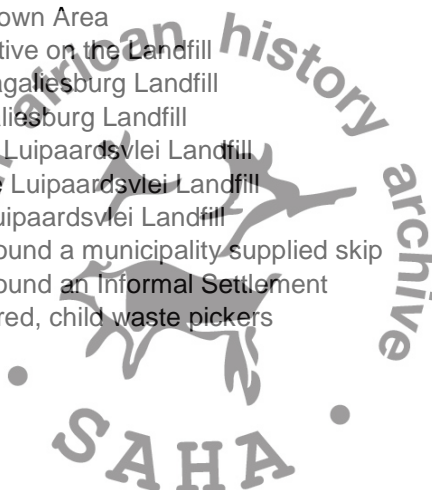 own Area
tive on the Landfill
agaliesburg Landfill
liesburg Landfill
Luipaardsvlei Landfill
e Luipaardsvlei Landfill
uipaardsvlei Landfill
ound a municipality supplied skip
ound an Informal Settlement
red, child waste pickers
african history archive
SAHA